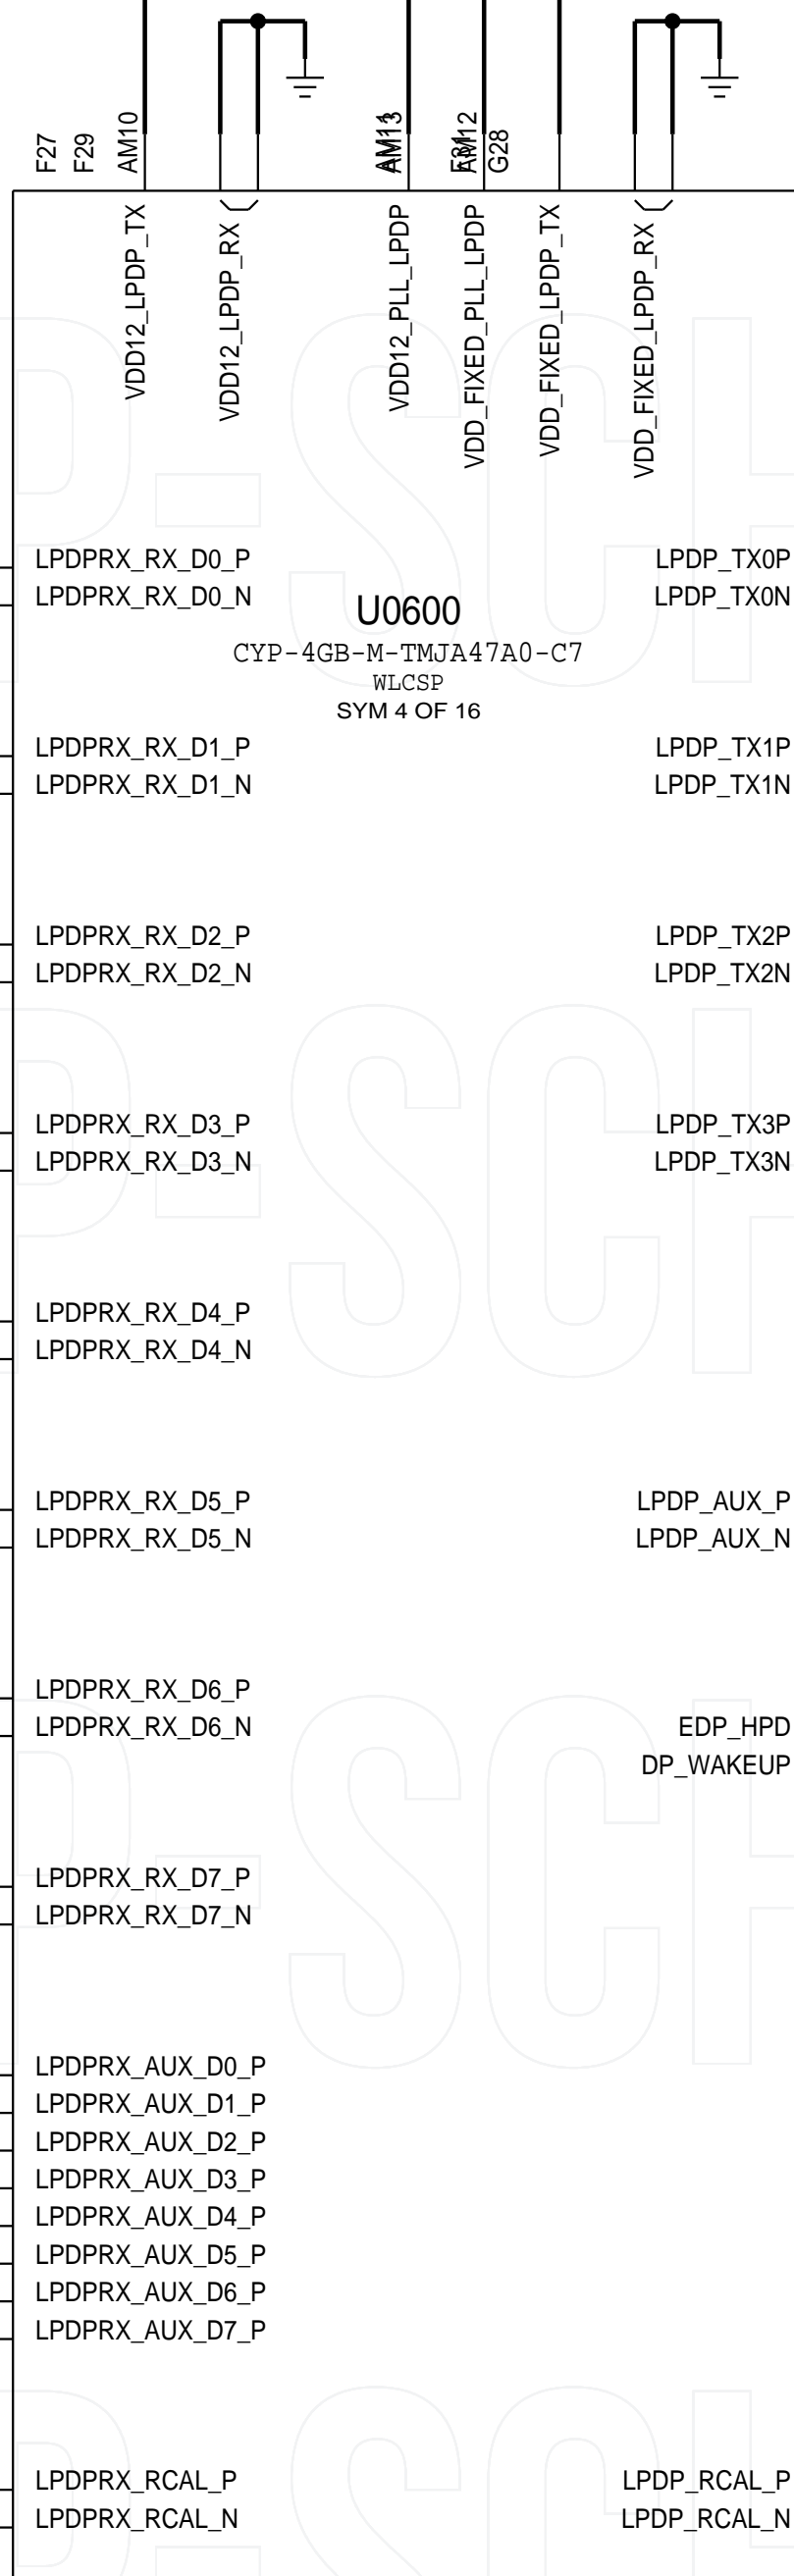 F27
F29
AM10
AM13
AM12
G28
VDD12_LPDP_TX
VDD12_LPDP_RX
VDD12_PLL_LPDP
VDD_FIXED_PLL_LPDP
VDD_FIXED_LPDP_TX
VDD_FIXED_LPDP_RX
LPDPRX_RX_D0_P LPDP_TX0P
LPDPRX_RX_D0_N LPDP_TX0N
U0600
CYP-4GB-M-TMJA47A0-C7
WLCSP
SYM 4 OF 16
LPDPRX_RX_D1_P LPDP_TX1P
LPDPRX_RX_D1_N LPDP_TX1N
LPDPRX_RX_D2_P LPDP_TX2P
LPDPRX_RX_D2_N LPDP_TX2N
LPDPRX_RX_D3_P LPDP_TX3P
LPDPRX_RX_D3_N LPDP_TX3N
LPDPRX_RX_D4_P
LPDPRX_RX_D4_N
LPDPRX_RX_D5_P LPDP_AUX_P
LPDPRX_RX_D5_N LPDP_AUX_N
LPDPRX_RX_D6_P
LPDPRX_RX_D6_N EDP_HPD
DP_WAKEUP
LPDPRX_RX_D7_P
LPDPRX_RX_D7_N
LPDPRX_AUX_D0_P
LPDPRX_AUX_D1_P
LPDPRX_AUX_D2_P
LPDPRX_AUX_D3_P
LPDPRX_AUX_D4_P
LPDPRX_AUX_D5_P
LPDPRX_AUX_D6_P
LPDPRX_AUX_D7_P
LPDPRX_RCAL_P LPDP_RCAL_P
LPDPRX_RCAL_N LPDP_RCAL_N